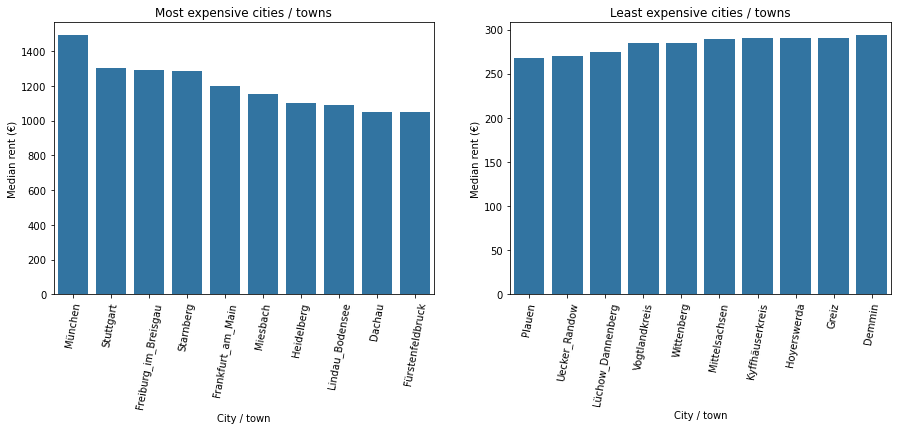 Most expensive cities / towns
Median rent (€)
1400
1200
1000
800
600
400
200
0
München
Stuttgart
Freiburg_im_Breisgau
Starnberg
Frankfurt_am_Main
Miesbach
Heidelberg
Lindau_Bodensee
Dachau
Fürstenfeldbruck
City / town
Least expensive cities / towns
Median rent (€)
300
250
200
150
100
50
0
Plauen
Uecker_Randow
Lüchow_Dannenberg
Vogtlandkreis
Wittenberg
Mittelsachsen
Kyffhäuserkreis
Hoyerswerda
Greiz
Demmin
City / town